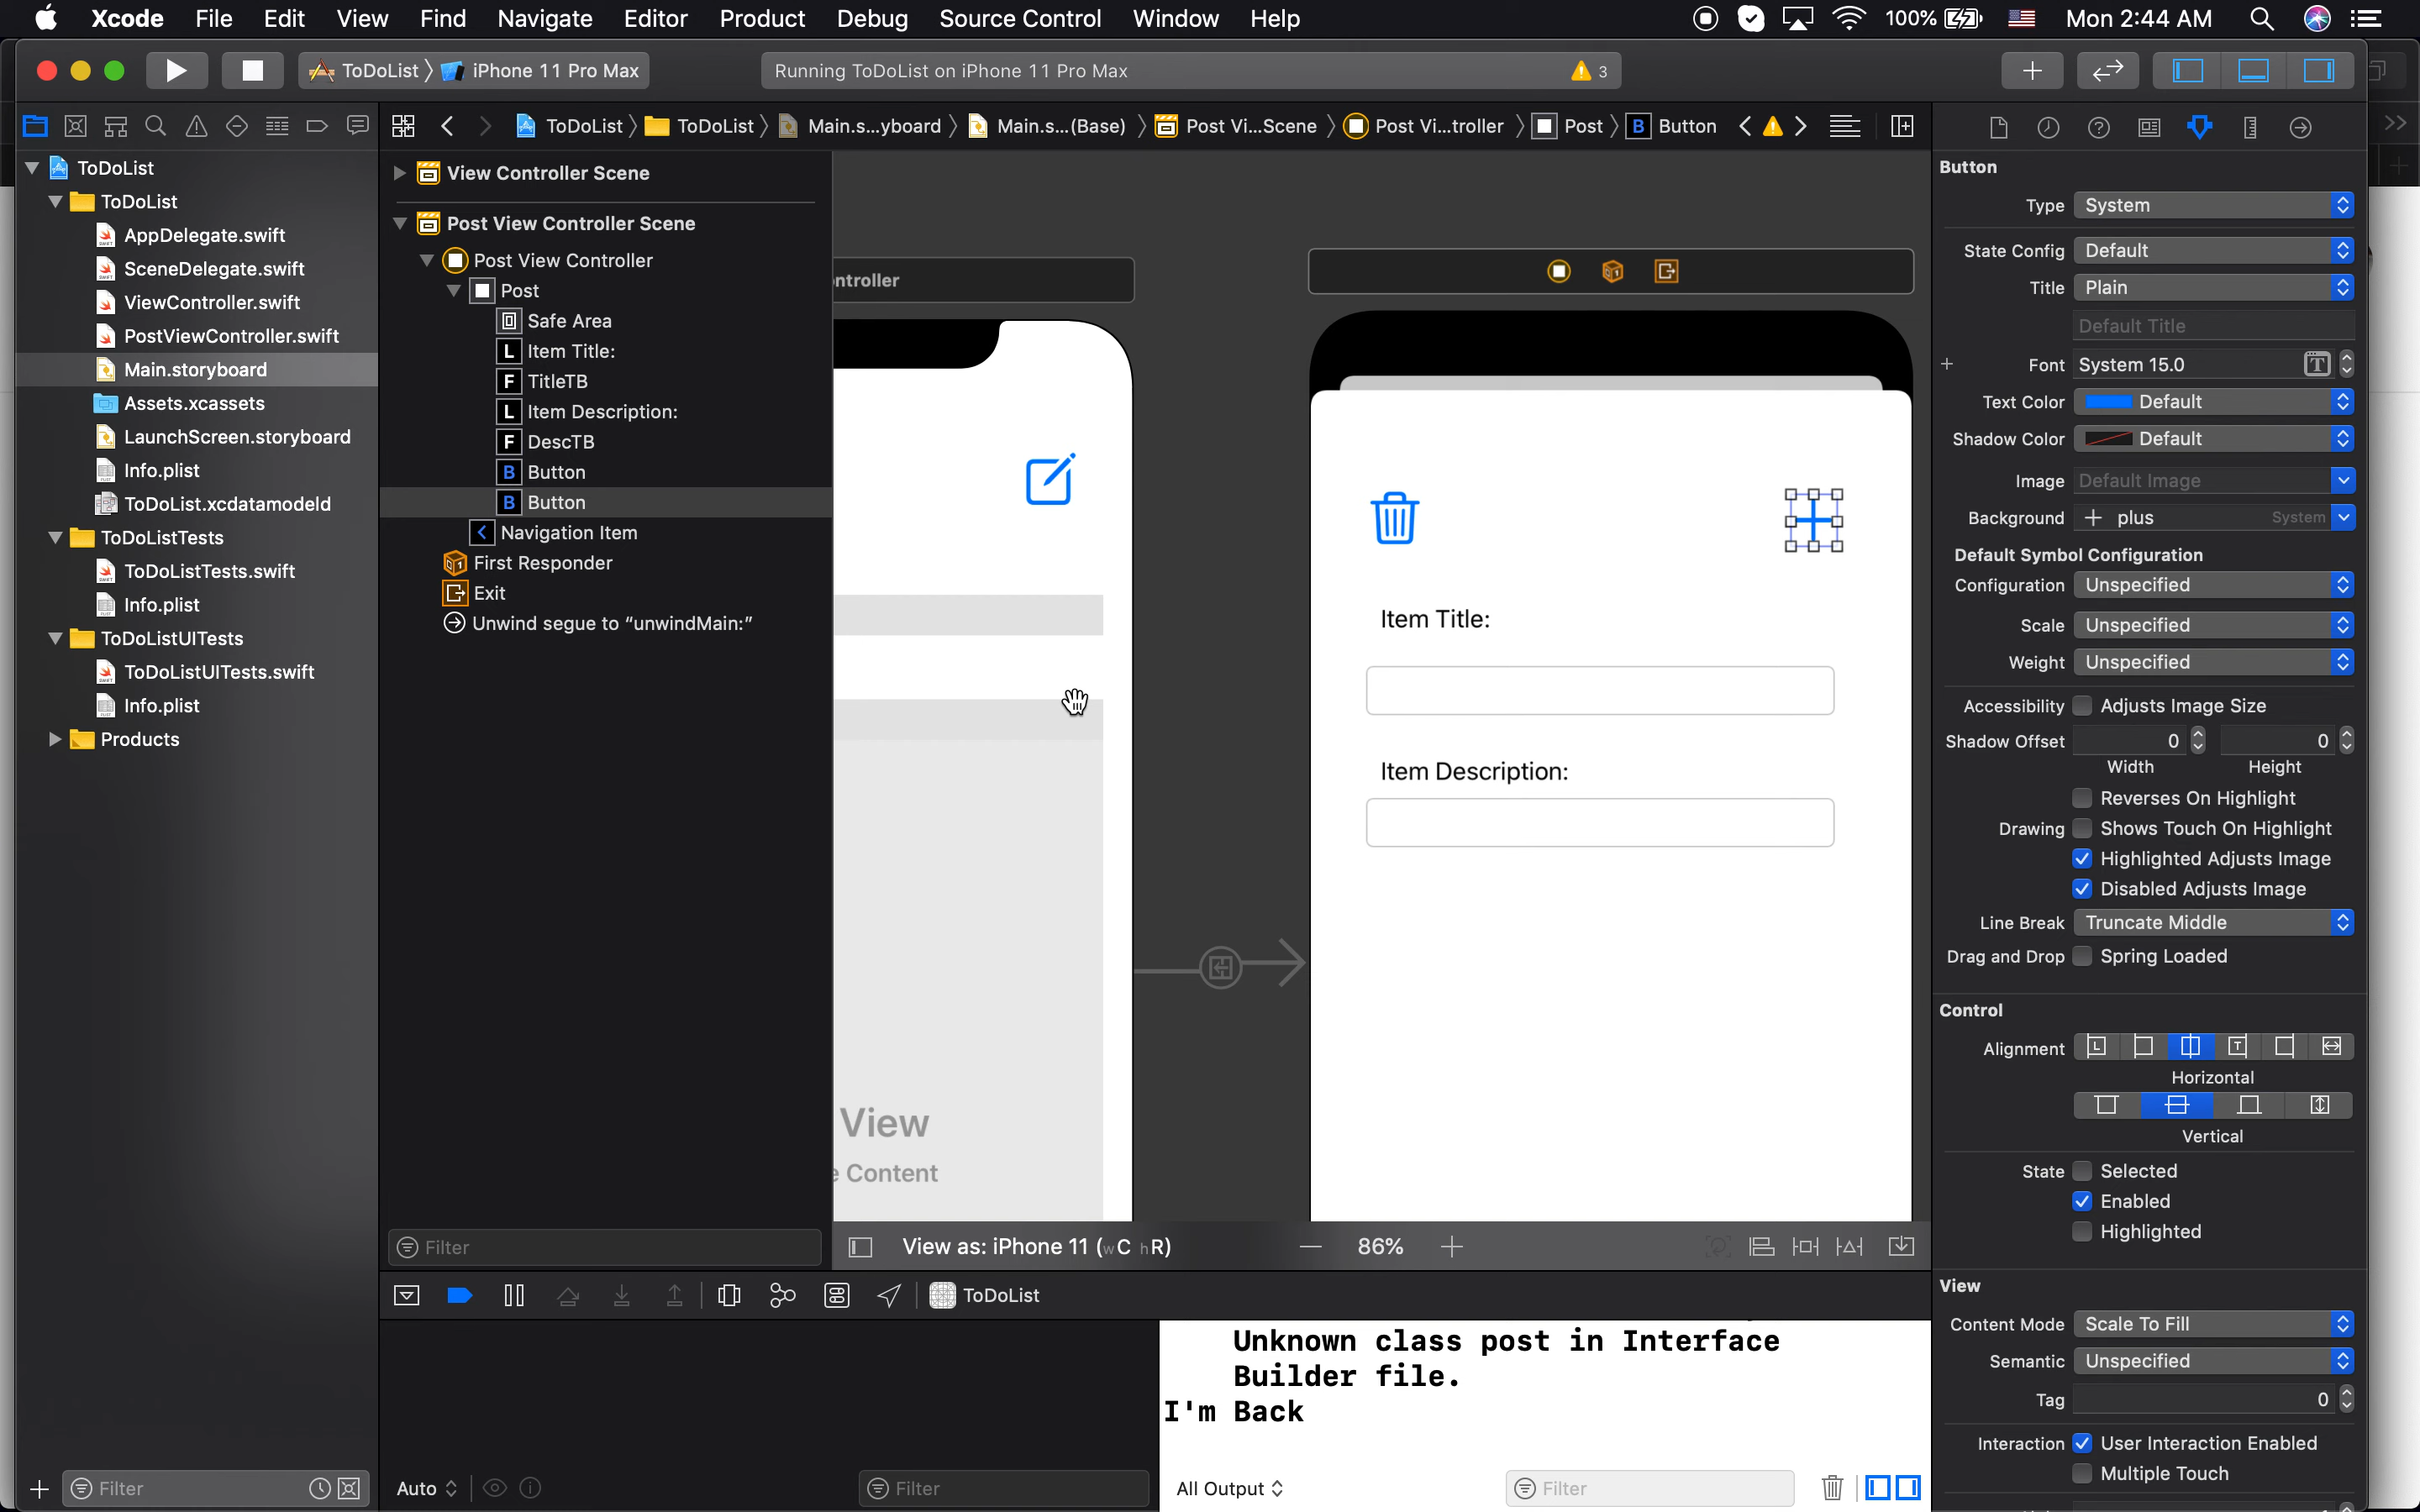 Xcode File Edit View Find Navigate Editor Product Debug Source Control Window Help 100% Mon 2:44 AM
ToDoList iPhone 11 Pro Max Running ToDoList on iPhone 11 Pro Max 3
ToDoList ToDoList Main.s...yboard Main.s...(Base) Post Vi...Scene Post Vi...troller Post B Button
ToDoList
ToDoList
AppDelegate.swift
SceneDelegate.swift
ViewController.swift
PostViewController.swift
Main.storyboard
Assets.xcassets
LaunchScreen.storyboard
Info.plist
ToDoList.xcdatamodeld
ToDoListTests
ToDoListTests.swift
Info.plist
ToDoListUITests
ToDoListUITests.swift
Info.plist
Products
Filter
View Controller Scene
Post View Controller Scene
Post View Controller
Post
Safe Area
L Item Title:
F TitleTB
L Item Description:
F DescTB
B Button
B Button
Navigation Item
First Responder
Exit
Unwind segue to “unwindMain:”
Filter
ntroller
View
e Content
Item Title:
Item Description:
View as: iPhone 11 (wC hR) 86%
ToDoList
Auto Filter
Unknown class post in Interface
Builder file.
I'm Back
All Output Filter
Button
Type System
State Config Default
Title Plain
Default Title
Font System 15.0 T
Text Color Default
Shadow Color Default
Image Default Image
Background plus System
Default Symbol Configuration
Configuration Unspecified
Scale Unspecified
Weight Unspecified
Accessibility Adjusts Image Size
Shadow Offset 0 0
Width Height
Reverses On Highlight
Drawing Shows Touch On Highlight
Highlighted Adjusts Image
Disabled Adjusts Image
Line Break Truncate Middle
Drag and Drop Spring Loaded
Control
Alignment
Horizontal
Vertical
State Selected
Enabled
Highlighted
View
Content Mode Scale To Fill
Semantic Unspecified
Tag 0
Interaction User Interaction Enabled
Multiple Touch